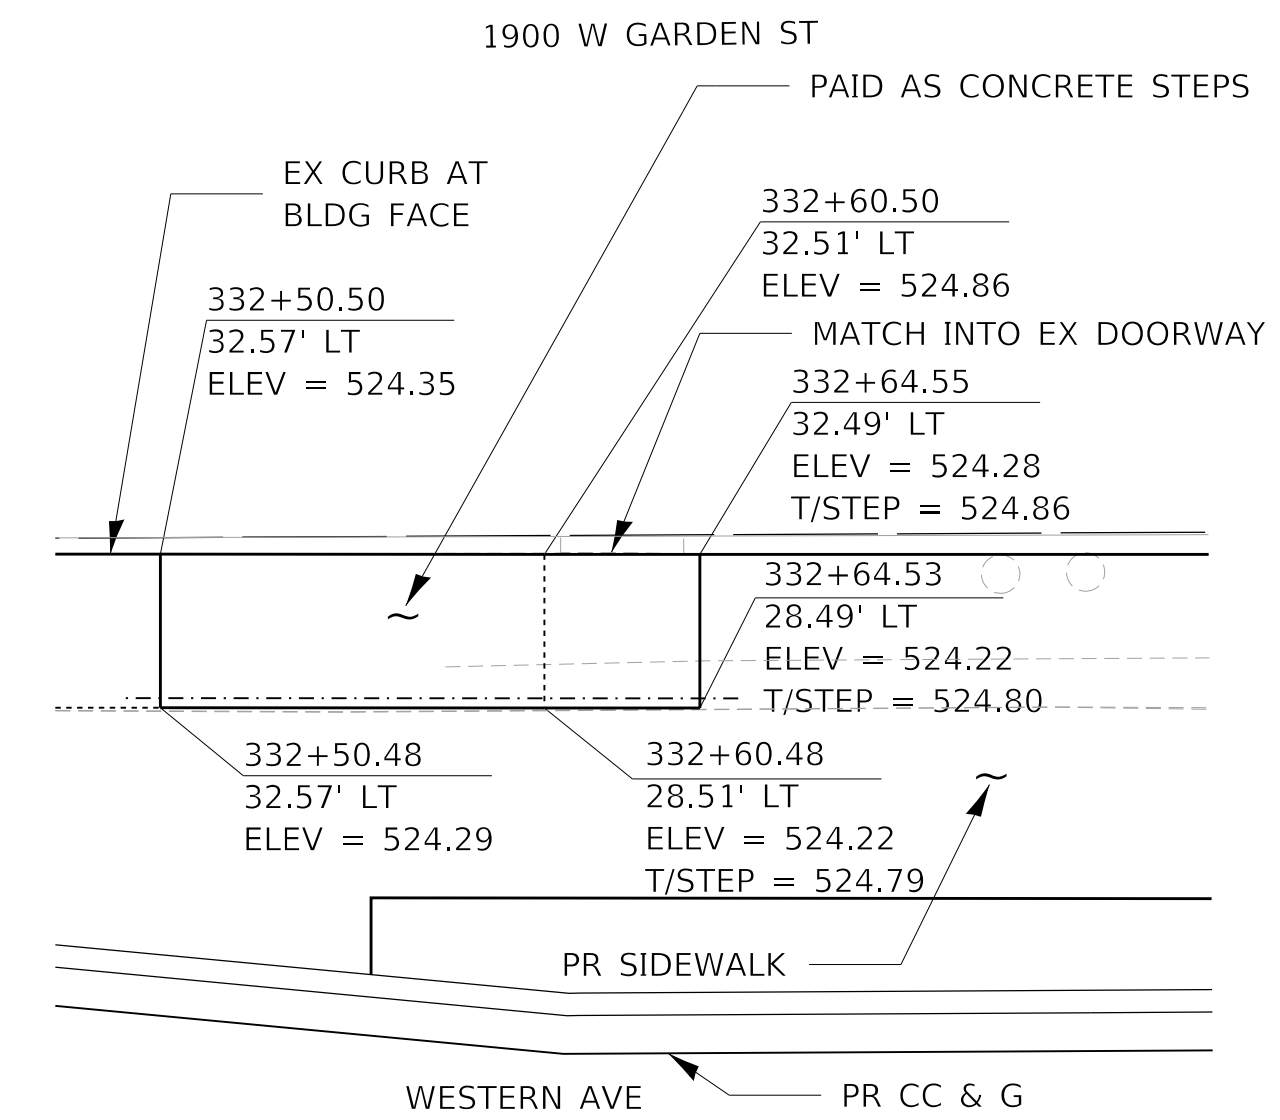 1900 W GARDEN ST
PAID AS CONCRETE STEPS
EX CURB AT
BLDG FACE
332+60.50
32.51' LT
ELEV = 524.86
332+50.50
32.57' LT
ELEV = 524.35
MATCH INTO EX DOORWAY
332+64.55
32.49' LT
ELEV = 524.28
T/STEP = 524.86
332+64.53
28.49' LT
ELEV = 524.22
T/STEP = 524.80
332+50.48
32.57' LT
ELEV = 524.29
332+60.48
28.51' LT
ELEV = 524.22
T/STEP = 524.79
PR SIDEWALK
WESTERN AVE
PR CC & G